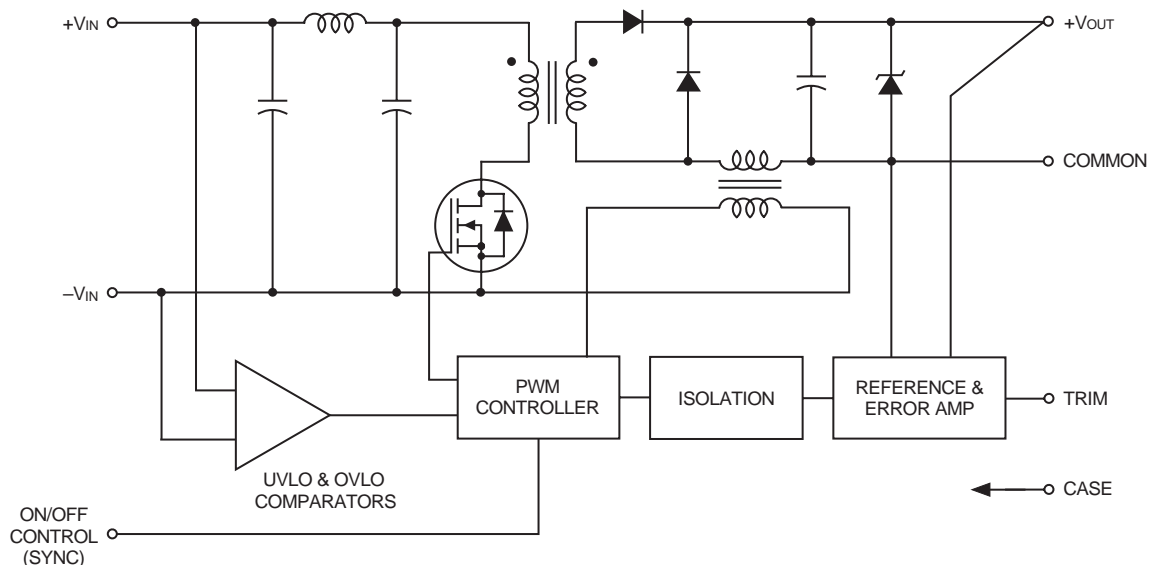 +VIN
+VOUT
COMMON
–VIN
PWM
CONTROLLER
ISOLATION
REFERENCE &
ERROR AMP
TRIM
UVLO & OVLO
COMPARATORS
CASE
ON/OFF
CONTROL
(SYNC)